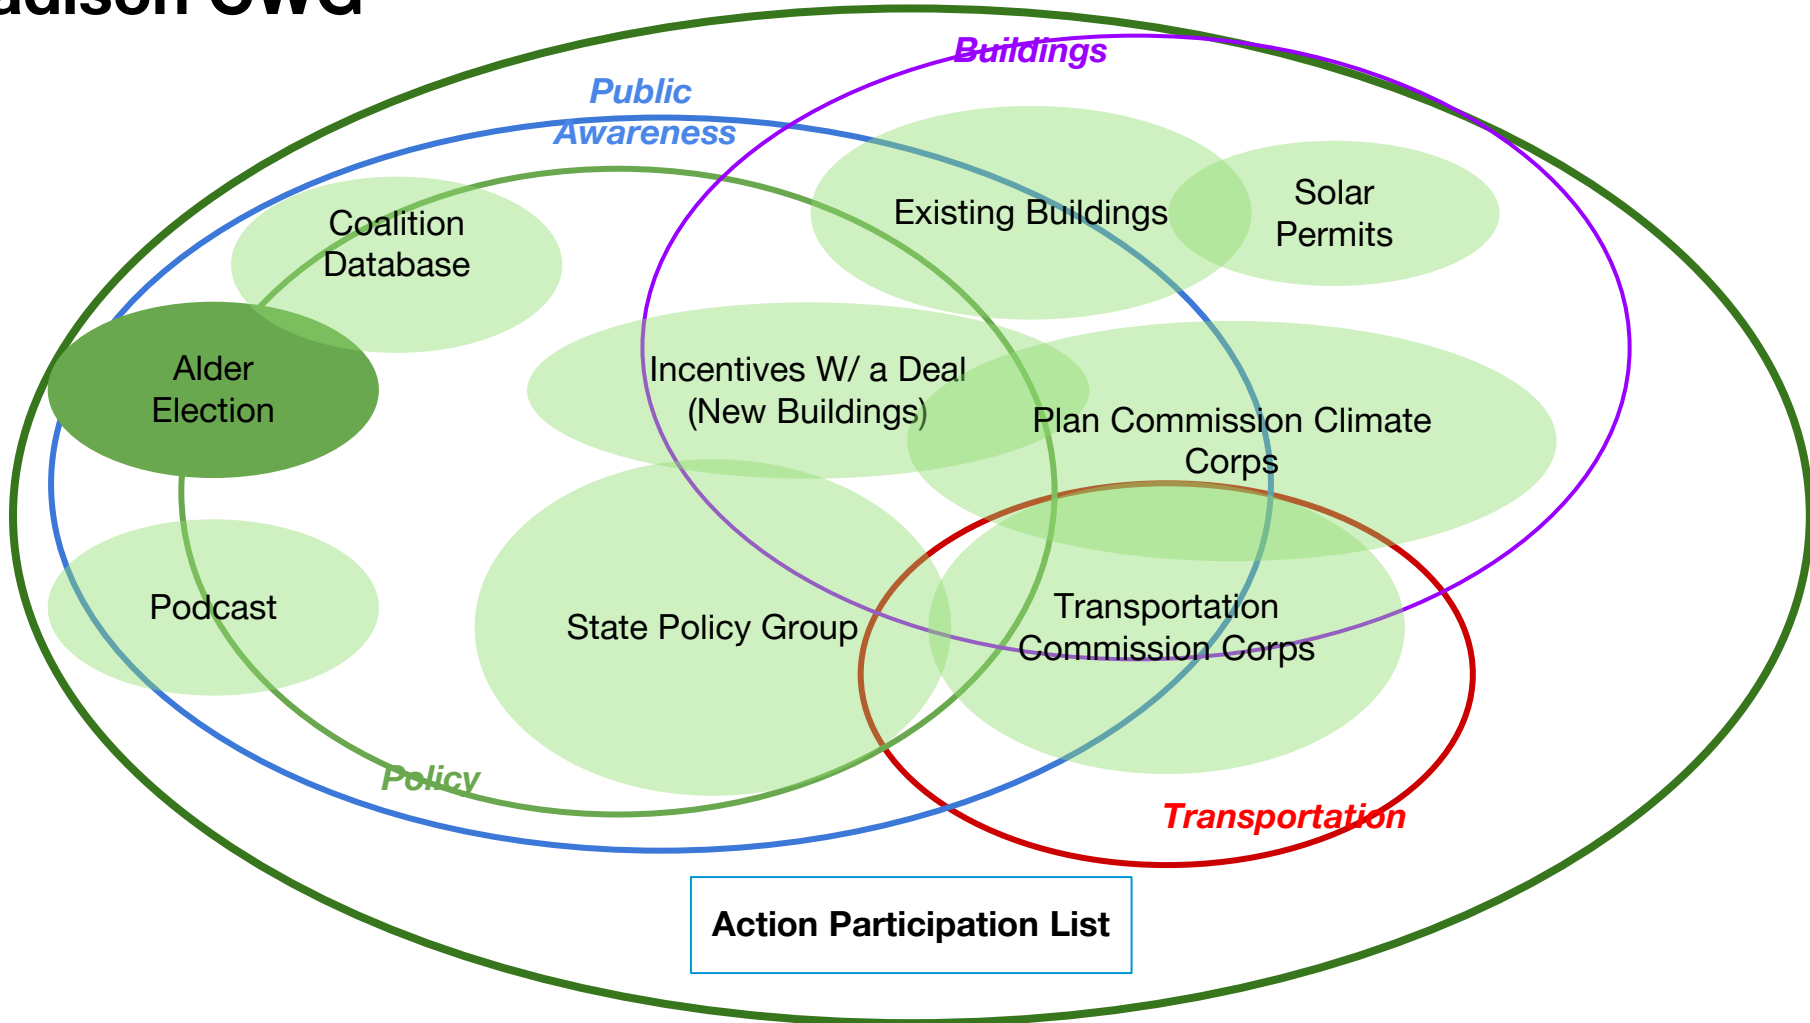 Buildings
Public
Awareness
Coalition
Database
Existing Buildings
Solar
Permits
Alder
Election
Incentives W/ a Deal
(New Buildings)
Plan Commission Climate
Corps
Podcast
State Policy Group
Transportation
Commission Corps
Policy
Transportation
Action Participation List